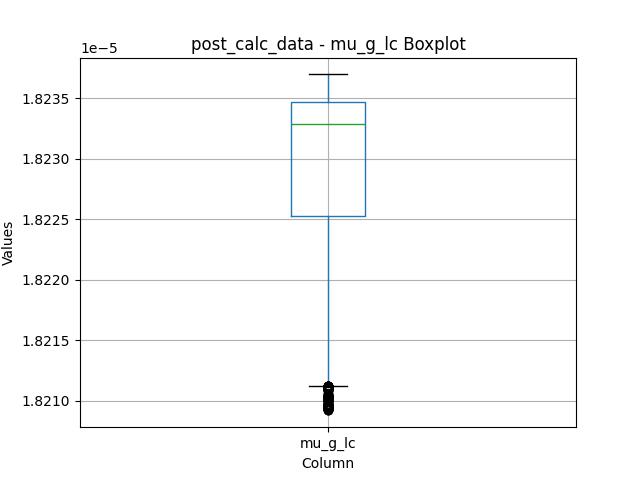 post_calc_data - mu_g_lc Boxplot
1e−5
1.8235
1.8230
1.8225
1.8220
1.8215
1.8210
Values
mu_g_lc
Column